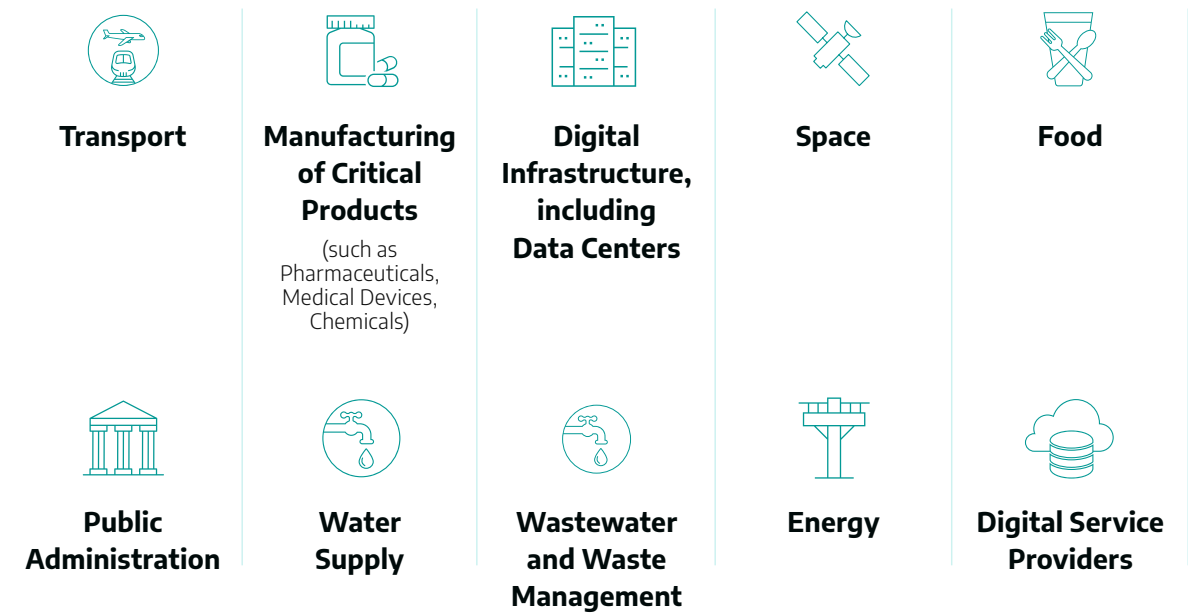 Transport
Manufacturing
of Critical
Products
(such as
Pharmaceuticals,
Medical Devices,
Chemicals)
Digital
Infrastructure,
including
Data Centers
Space
Food
Public
Administration
Water
Supply
Wastewater
and Waste
Management
Energy
Digital Service
Providers